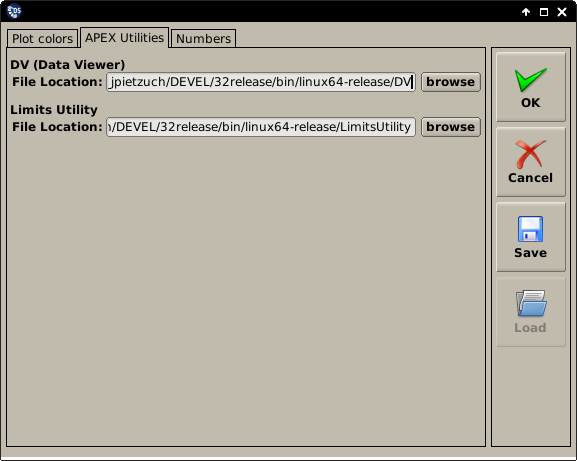 Plot colors APEX Utilities Numbers
DV (Data Viewer)
File Location: jpietzuch/DEVEL/32release/bin/linux64-release/DV browse
Limits Utility
File Location: /DEVEL/32release/bin/linux64-release/LimitsUtility browse
OK
Cancel
Save
Load